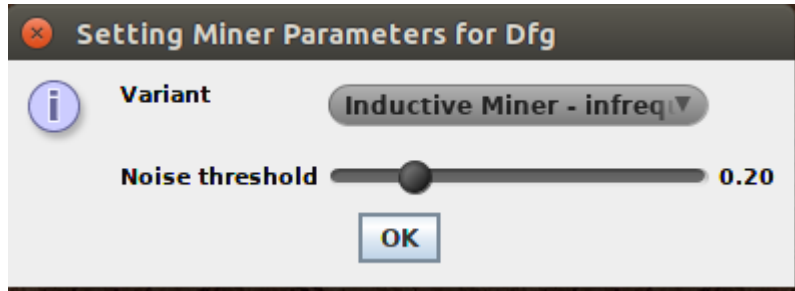 Setting Miner Parameters for Dfg
Variant
Inductive Miner - infreq
Noise threshold
0.20
OK